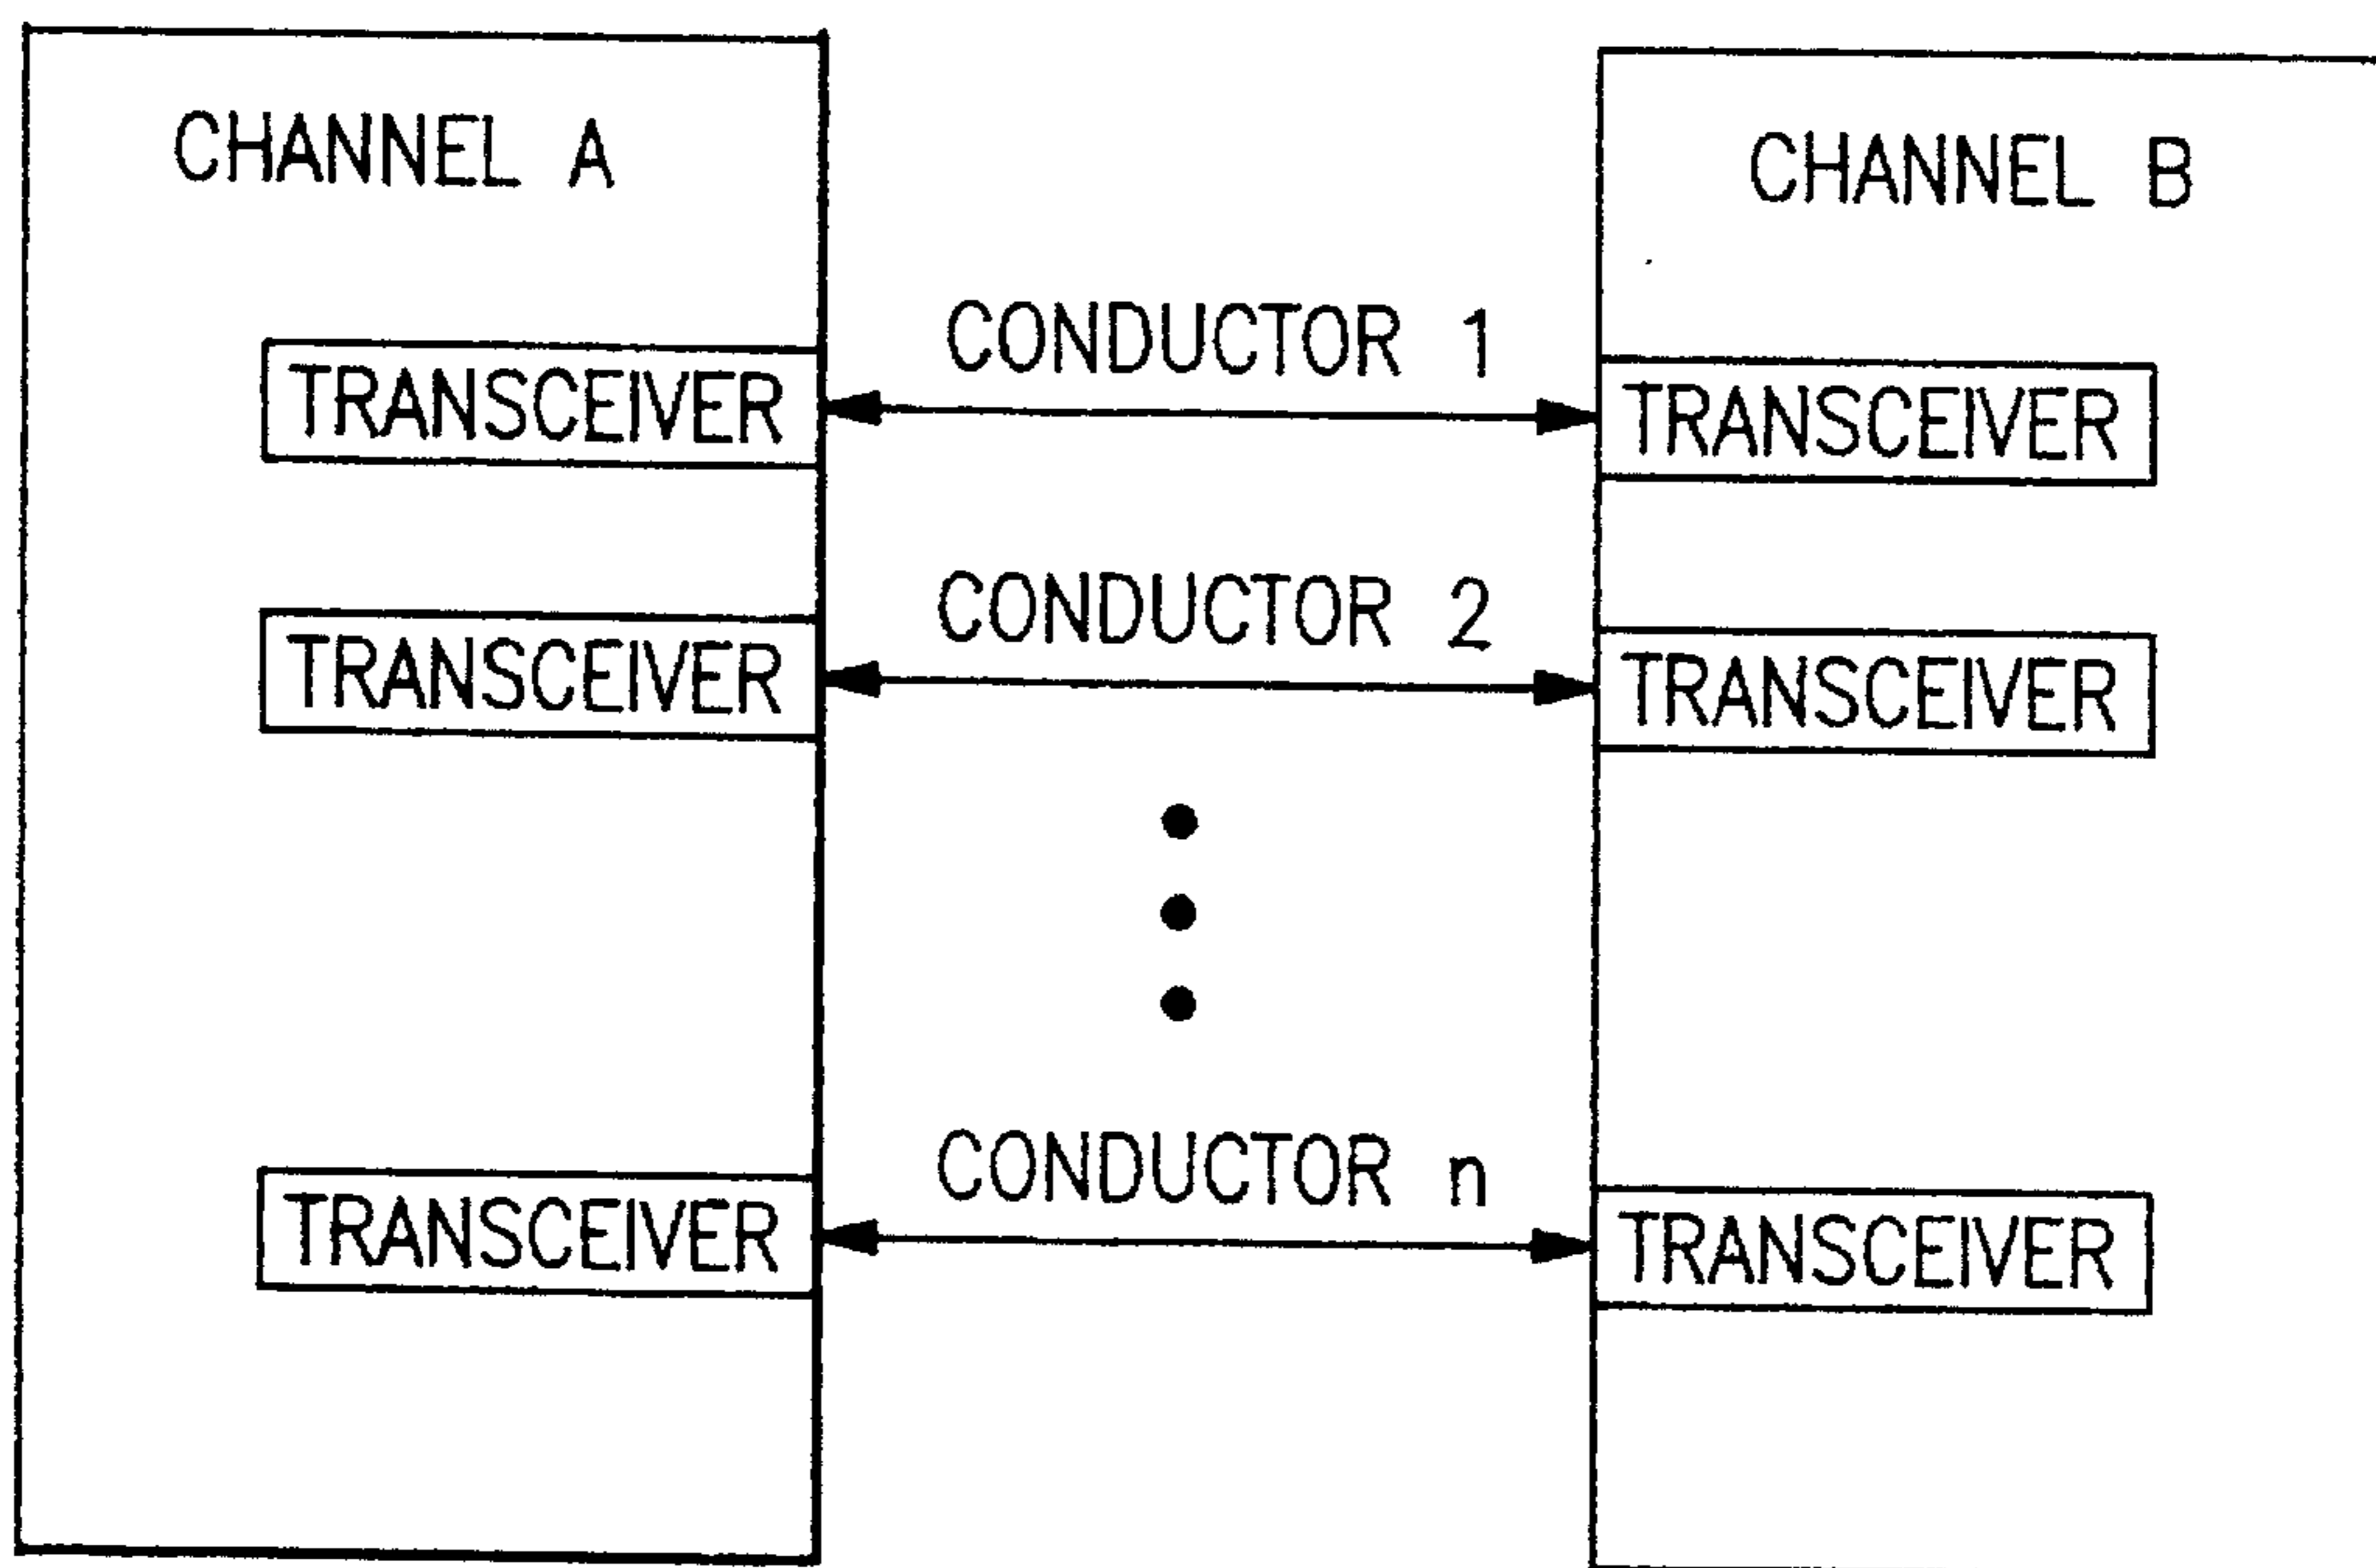 CHANNEL A
CHANNEL B
CONDUCTOR 1
TRANSCEIVER
TRANSCEIVER
CONDUCTOR 2
TRANSCEIVER
TRANSCEIVER
CONDUCTOR n
TRANSCEIVER
TRANSCEIVER